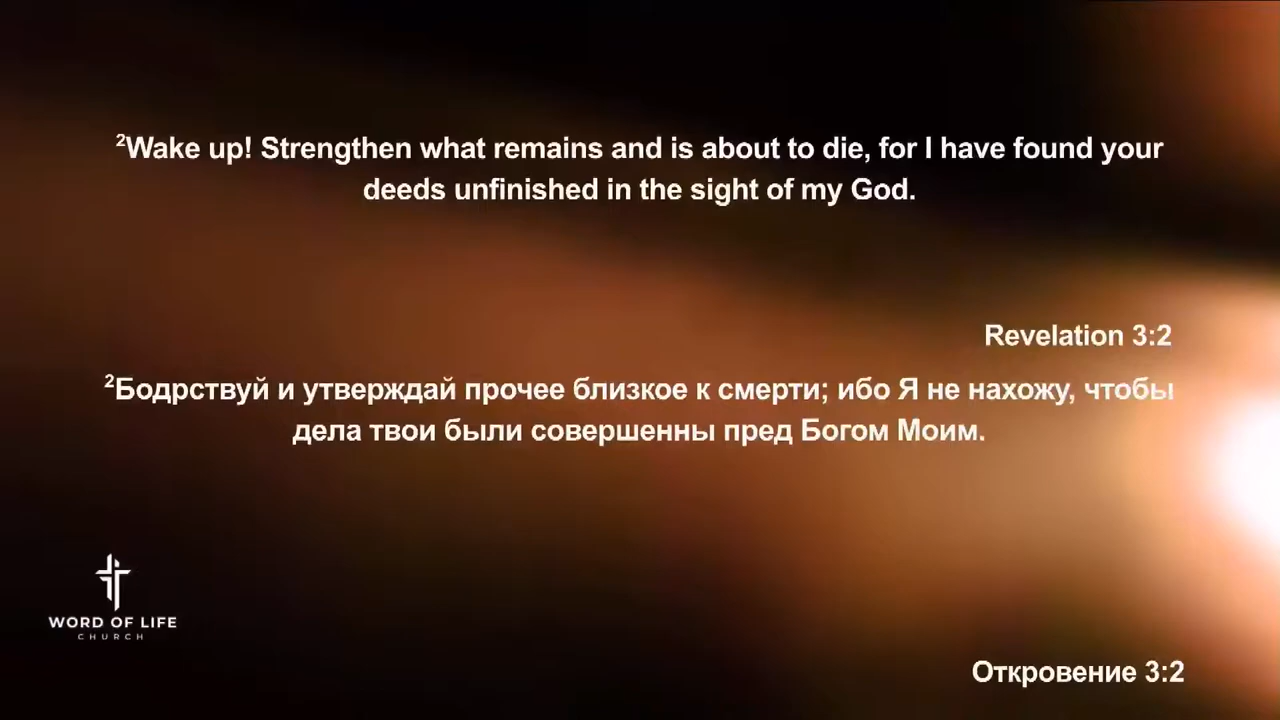 ²Wake up! Strengthen what remains and is about to die, for I have found your
deeds unfinished in the sight of my God.
Revelation 3:2
²Бодрствуй и утверждай прочее близкое к смерти; ибо Я не нахожу, чтобы
дела твои были совершенны пред Богом Моим.
WORD OF LIFE
CHURCH
Откровение 3:2